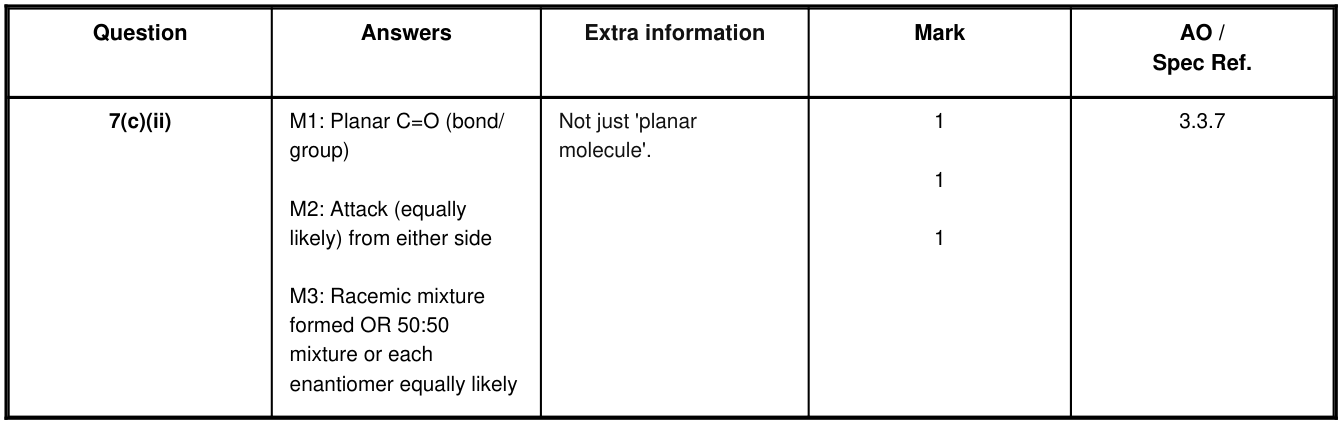 Question Answers Extra information Mark AO /
Spec Ref.
7(c)(ii) M1: Planar C=O (bond/ Not just 'planar 1 3.3.7
group) molecule'.
1
M2: Attack (equally
likely) from either side 1
M3: Racemic mixture
formed OR 50:50
mixture or each
enantiomer equally likely